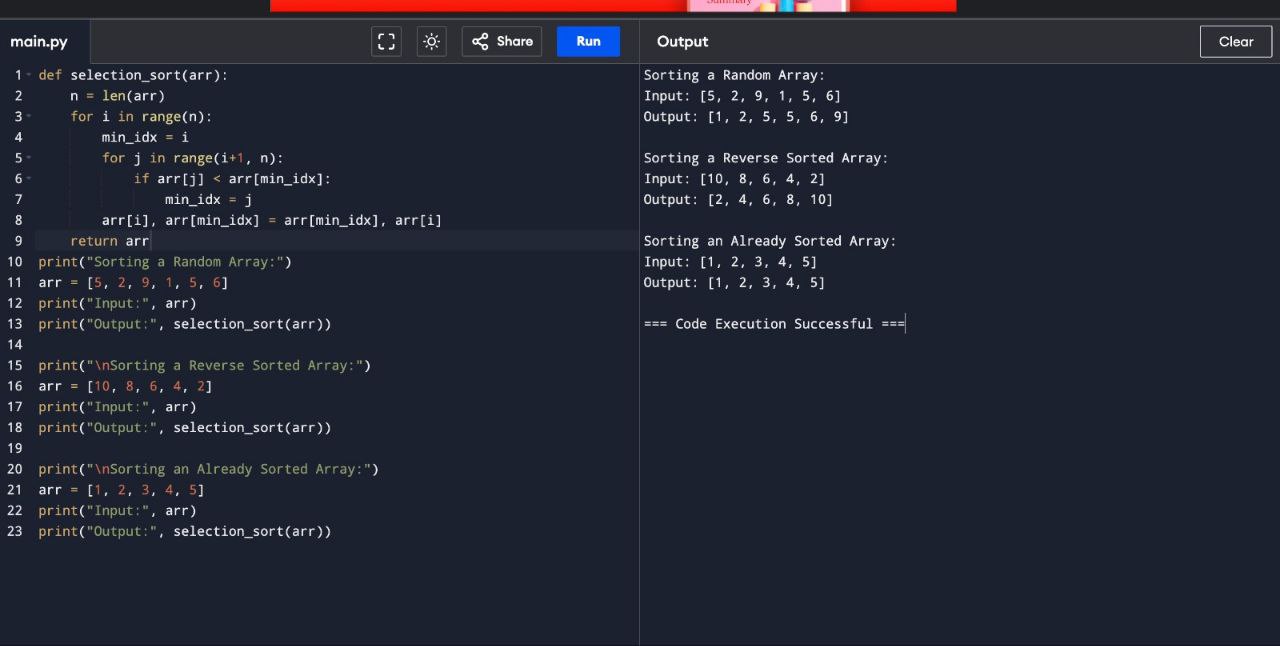 Summary
main.py
Share
Run
Output
Clear
1 def selection_sort(arr):
2     n = len(arr)
3     for i in range(n):
4         min_idx = i
5         for j in range(i+1, n):
6             if arr[j] < arr[min_idx]:
7                 min_idx = j
8         arr[i], arr[min_idx] = arr[min_idx], arr[i]
9     return arr
10 print("Sorting a Random Array:")
11 arr = [5, 2, 9, 1, 5, 6]
12 print("Input:", arr)
13 print("Output:", selection_sort(arr))
14
15 print("\nSorting a Reverse Sorted Array:")
16 arr = [10, 8, 6, 4, 2]
17 print("Input:", arr)
18 print("Output:", selection_sort(arr))
19
20 print("\nSorting an Already Sorted Array:")
21 arr = [1, 2, 3, 4, 5]
22 print("Input:", arr)
23 print("Output:", selection_sort(arr))
Sorting a Random Array:
Input: [5, 2, 9, 1, 5, 6]
Output: [1, 2, 5, 5, 6, 9]

Sorting a Reverse Sorted Array:
Input: [10, 8, 6, 4, 2]
Output: [2, 4, 6, 8, 10]

Sorting an Already Sorted Array:
Input: [1, 2, 3, 4, 5]
Output: [1, 2, 3, 4, 5]

=== Code Execution Successful ===